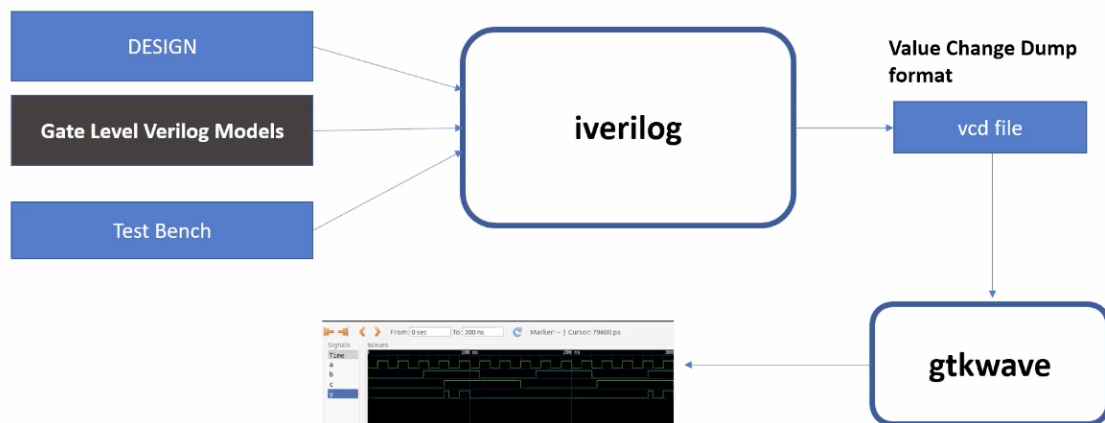 DESIGN
Gate Level Verilog Models
Test Bench
iverilog
Value Change Dump
format
vcd file
gtkwave
From: 0 sec To: 300 ns Marker: -- | Cursor: 79600 ps
Signals
Waves
Time
100 ns 200 ns 300
a
b
c
y